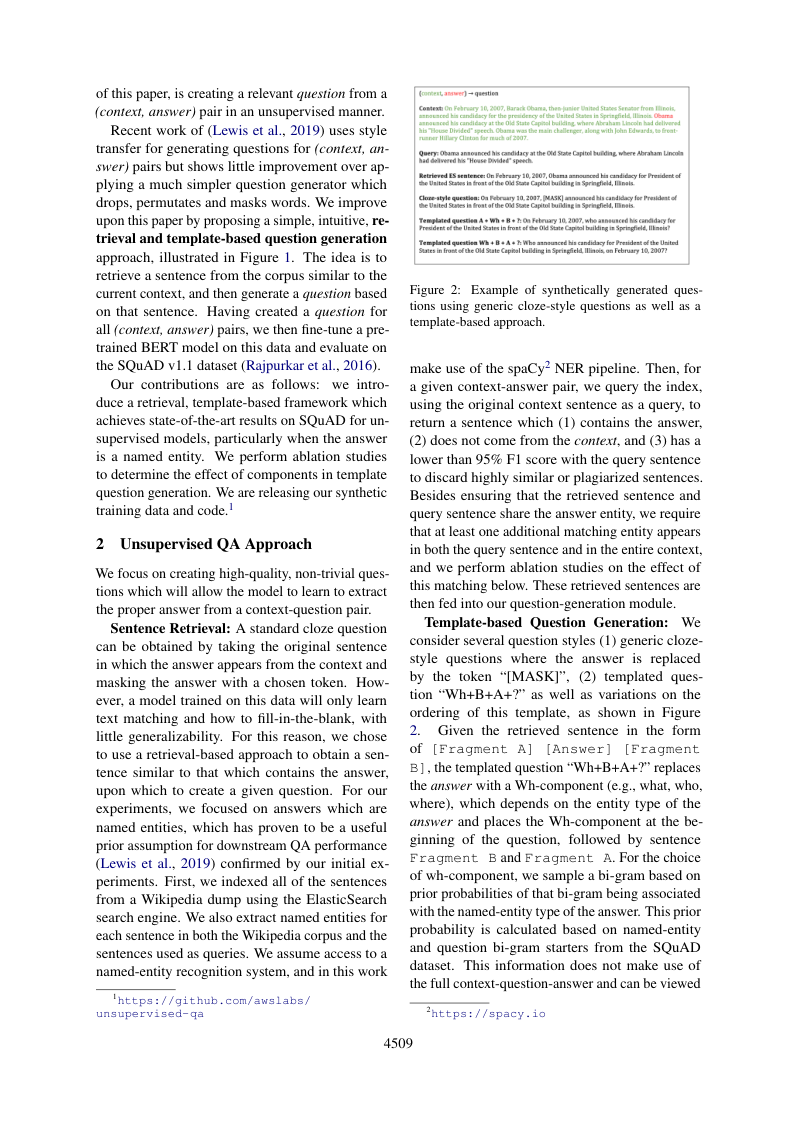 of this paper, is creating a relevant question from a
(context, answer) pair in an unsupervised manner.
Recent work of (Lewis et al., 2019) uses style
transfer for generating questions for (context, an-
swer) pairs but shows little improvement over ap-
plying a much simpler question generator which
drops, permutates and masks words. We improve
upon this paper by proposing a simple, intuitive, re-
trieval and template-based question generation
approach, illustrated in Figure 1. The idea is to
retrieve a sentence from the corpus similar to the
current context, and then generate a question based
on that sentence. Having created a question for
all (context, answer) pairs, we then fine-tune a pre-
trained BERT model on this data and evaluate on
the SQuAD v1.1 dataset (Rajpurkar et al., 2016).
Our contributions are as follows: we intro-
duce a retrieval, template-based framework which
achieves state-of-the-art results on SQuAD for un-
supervised models, particularly when the answer
is a named entity. We perform ablation studies
to determine the effect of components in template
question generation. We are releasing our synthetic
training data and code.1
2 Unsupervised QA Approach
We focus on creating high-quality, non-trivial ques-
tions which will allow the model to learn to extract
the proper answer from a context-question pair.
Sentence Retrieval: A standard cloze question
can be obtained by taking the original sentence
in which the answer appears from the context and
masking the answer with a chosen token. How-
ever, a model trained on this data will only learn
text matching and how to fill-in-the-blank, with
little generalizability. For this reason, we chose
to use a retrieval-based approach to obtain a sen-
tence similar to that which contains the answer,
upon which to create a given question. For our
experiments, we focused on answers which are
named entities, which has proven to be a useful
prior assumption for downstream QA performance
(Lewis et al., 2019) confirmed by our initial ex-
periments. First, we indexed all of the sentences
from a Wikipedia dump using the ElasticSearch
search engine. We also extract named entities for
each sentence in both the Wikipedia corpus and the
sentences used as queries. We assume access to a
named-entity recognition system, and in this work
1https://github.com/awslabs/
unsupervised-qa
(context, answer) → question
Context: On February 10, 2007, Barack Obama, then-junior United States Senator from Illinois,
announced his candidacy for the presidency of the United States in Springfield, Illinois. Obama
announced his candidacy at the Old State Capitol building, where Abraham Lincoln had delivered
his "House Divided" speech. Obama was the main challenger, along with John Edwards, to front-
runner Hillary Clinton for much of 2007.
Query: Obama announced his candidacy at the Old State Capitol building, where Abraham Lincoln
had delivered his "House Divided" speech.
Retrieved ES sentence: On February 10, 2007, Obama announced his candidacy for President of
the United States in front of the Old State Capitol building in Springfield, Illinois.
Cloze-style question: On February 10, 2007, [MASK] announced his candidacy for President of
the United States in front of the Old State Capitol building in Springfield, Illinois.
Templated question A + Wh + B + ?: On February 10, 2007, who announced his candidacy for
President of the United States in front of the Old State Capitol building in Springfield, Illinois?
Templated question Wh + B + A + ?: Who announced his candidacy for President of the United
States in front of the Old State Capitol building in Springfield, Illinois, on February 10, 2007?
Figure 2: Example of synthetically generated ques-
tions using generic cloze-style questions as well as a
template-based approach.
make use of the spaCy2 NER pipeline. Then, for
a given context-answer pair, we query the index,
using the original context sentence as a query, to
return a sentence which (1) contains the answer,
(2) does not come from the context, and (3) has a
lower than 95% F1 score with the query sentence
to discard highly similar or plagiarized sentences.
Besides ensuring that the retrieved sentence and
query sentence share the answer entity, we require
that at least one additional matching entity appears
in both the query sentence and in the entire context,
and we perform ablation studies on the effect of
this matching below. These retrieved sentences are
then fed into our question-generation module.
Template-based Question Generation: We
consider several question styles (1) generic cloze-
style questions where the answer is replaced
by the token “[MASK]”, (2) templated ques-
tion “Wh+B+A+?” as well as variations on the
ordering of this template, as shown in Figure
2. Given the retrieved sentence in the form
of [Fragment A] [Answer] [Fragment
B], the templated question “Wh+B+A+?” replaces
the answer with a Wh-component (e.g., what, who,
where), which depends on the entity type of the
answer and places the Wh-component at the be-
ginning of the question, followed by sentence
Fragment B and Fragment A. For the choice
of wh-component, we sample a bi-gram based on
prior probabilities of that bi-gram being associated
with the named-entity type of the answer. This prior
probability is calculated based on named-entity
and question bi-gram starters from the SQuAD
dataset. This information does not make use of
the full context-question-answer and can be viewed
2https://spacy.io
4509